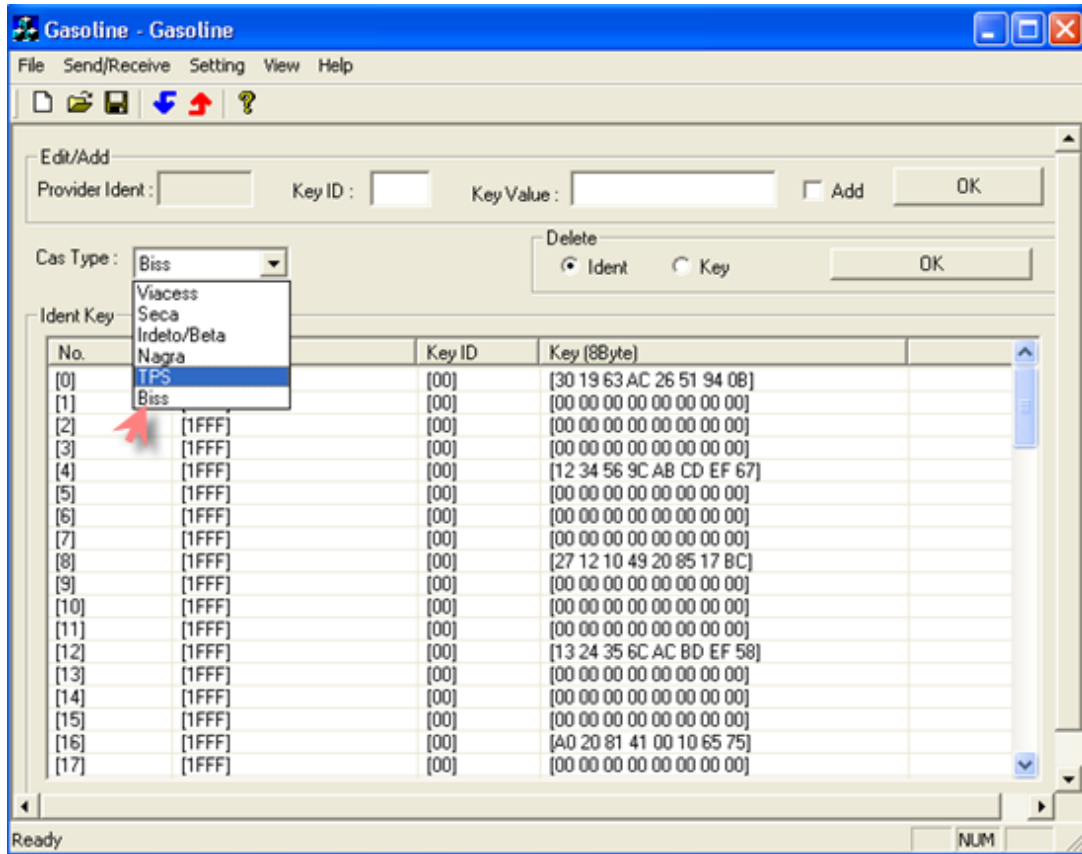 Gasoline - Gasoline
File Send/Receive Setting View Help
Edit/Add
Provider Ident : Key ID : Key Value : Add OK
Delete
Cas Type : Biss Ident Key OK
Viacess
Seca
Irdeto/Beta
Nagra
TPS
Biss
Ident Key
No. Key ID Key (8Byte)
[0] [00] [30 19 63 AC 26 51 94 0B]
[1] [00] [00 00 00 00 00 00 00 00]
[2] [1FFF] [00] [00 00 00 00 00 00 00 00]
[3] [1FFF] [00] [00 00 00 00 00 00 00 00]
[4] [1FFF] [00] [12 34 56 9C AB CD EF 67]
[5] [1FFF] [00] [00 00 00 00 00 00 00 00]
[6] [1FFF] [00] [00 00 00 00 00 00 00 00]
[7] [1FFF] [00] [00 00 00 00 00 00 00 00]
[8] [1FFF] [00] [27 12 10 49 20 85 17 BC]
[9] [1FFF] [00] [00 00 00 00 00 00 00 00]
[10] [1FFF] [00] [00 00 00 00 00 00 00 00]
[11] [1FFF] [00] [00 00 00 00 00 00 00 00]
[12] [1FFF] [00] [13 24 35 6C AC BD EF 58]
[13] [1FFF] [00] [00 00 00 00 00 00 00 00]
[14] [1FFF] [00] [00 00 00 00 00 00 00 00]
[15] [1FFF] [00] [00 00 00 00 00 00 00 00]
[16] [1FFF] [00] [A0 20 81 41 00 10 65 75]
[17] [1FFF] [00] [00 00 00 00 00 00 00 00]
Ready NUM